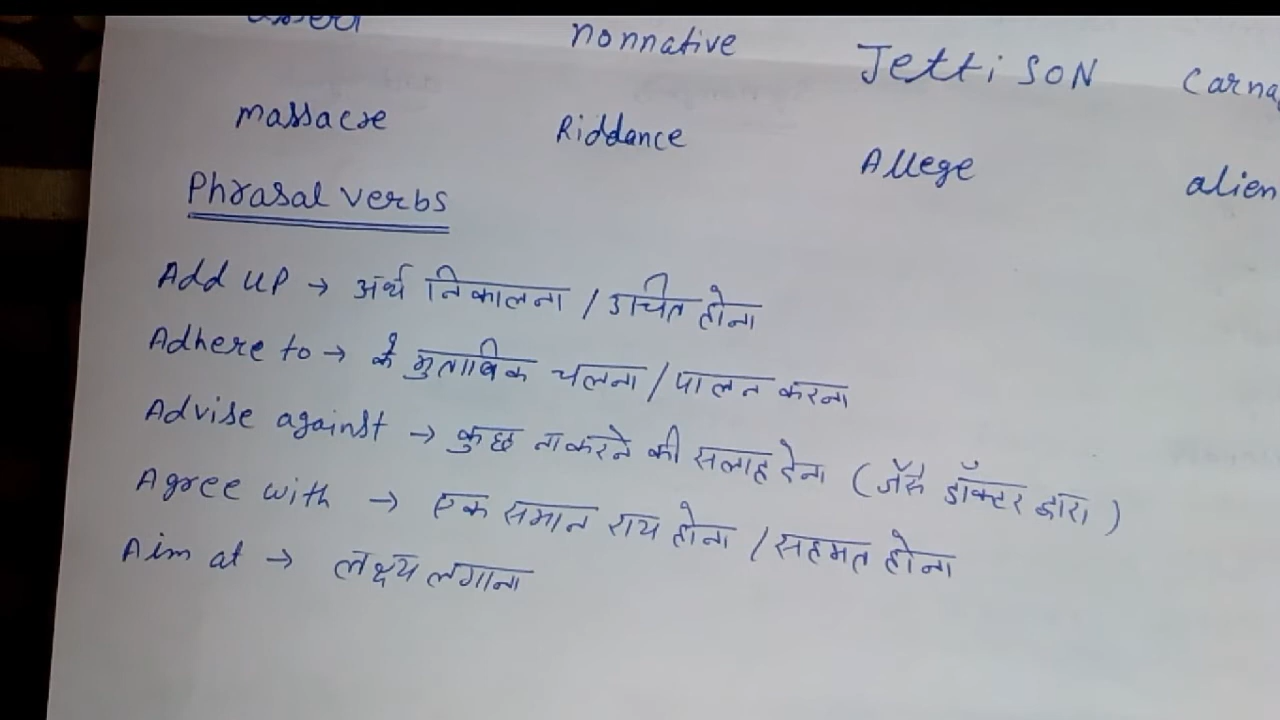 nonnative Jettison
massacre Riddance Allege alien
Phrasal verbs
Add up → अर्थ निकालना / उचित होना
Adhere to → के मुताबिक चलना / पालन करना
Advise against → कुछ ना करने की सलाह देना (जैसे डॉक्टर द्वारा)
Agree with → एक समान राय होना / सहमत होना
Aim at → लक्ष्य लगाना